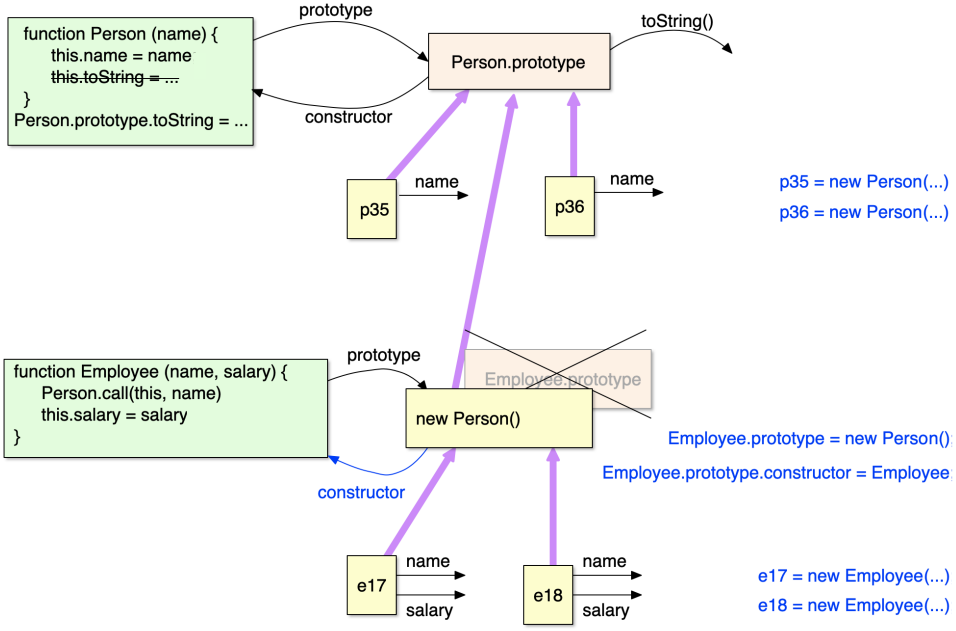 prototype
toString()
function Person (name) {
this.name = name
this.toString = ...
}
Person.prototype.toString = ...
Person.prototype
constructor
name
name
p35
p36
p35 = new Person(...)
p36 = new Person(...)
prototype
function Employee (name, salary) {
Person.call(this, name)
this.salary = salary
}
Employee.prototype
new Person()
Employee.prototype = new Person();
Employee.prototype.constructor = Employee;
constructor
name
name
e17
e18
salary
salary
e17 = new Employee(...)
e18 = new Employee(...)